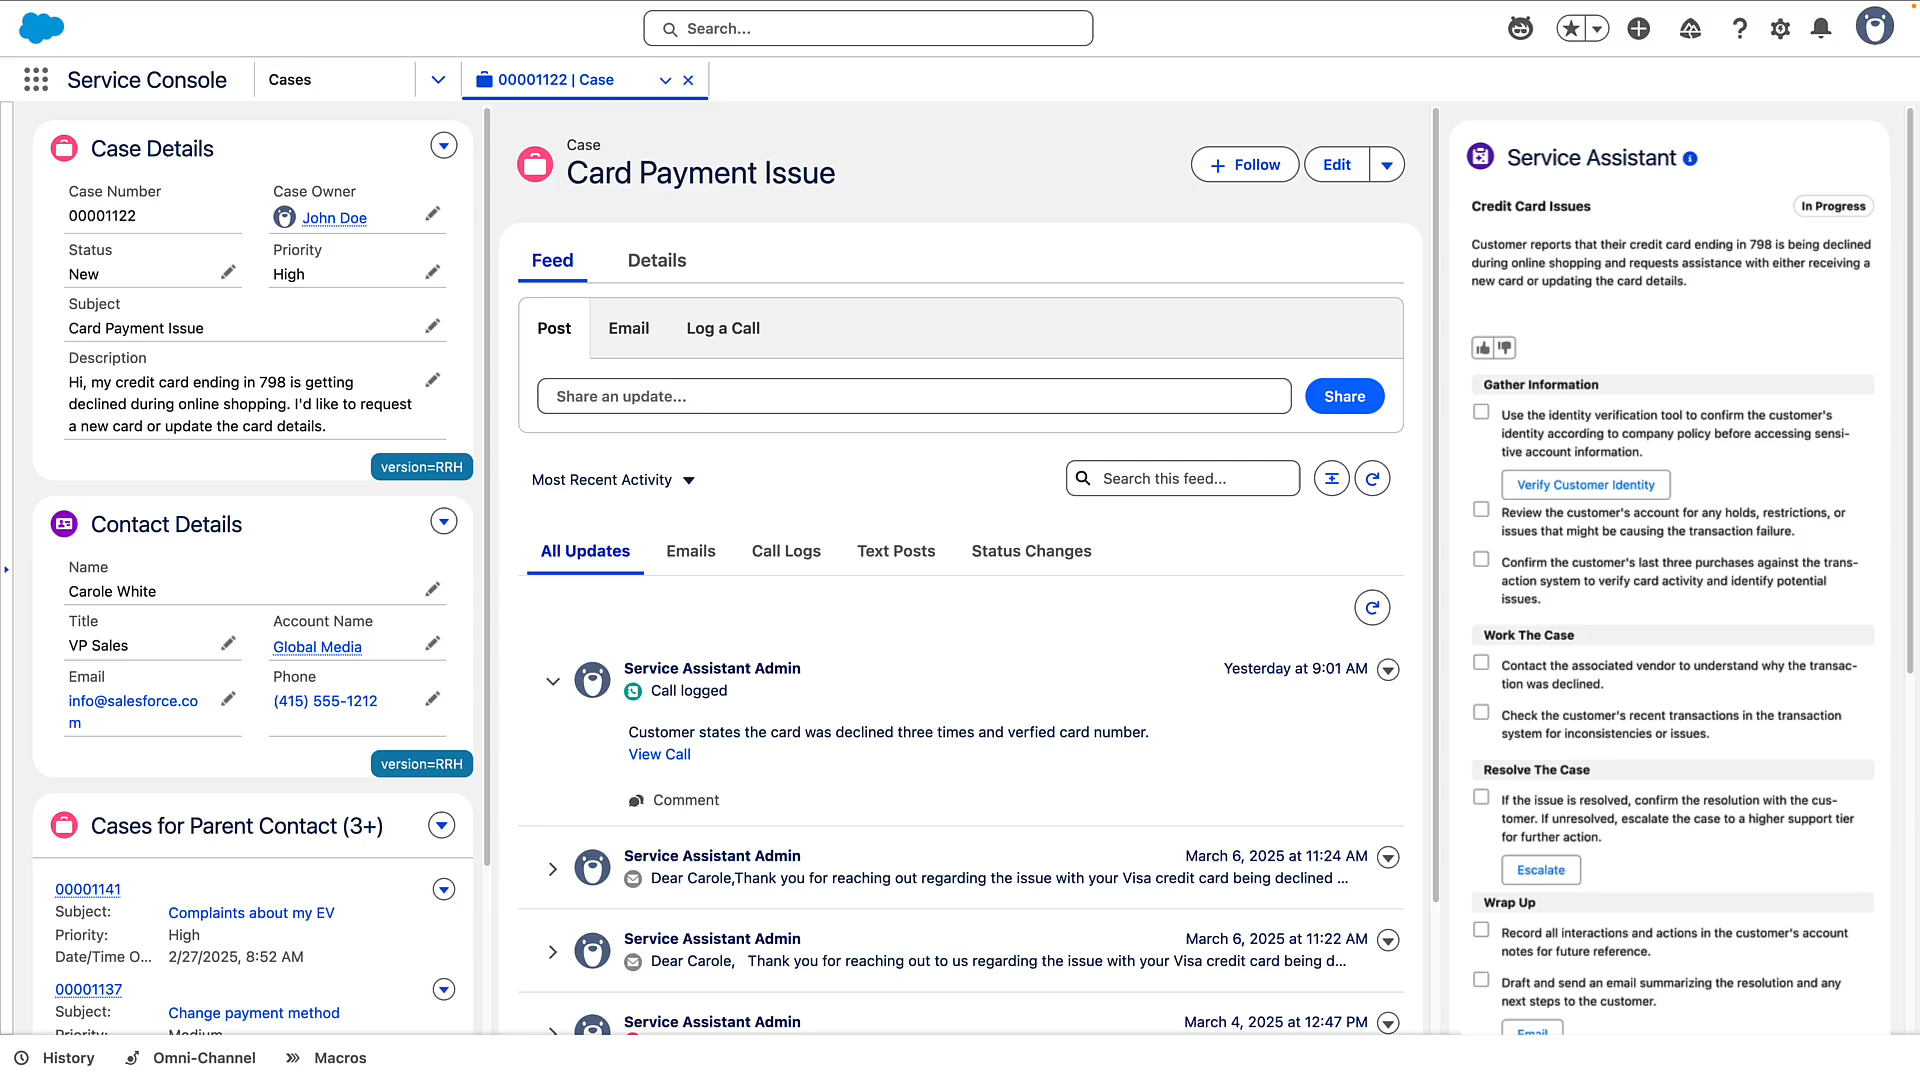 Search...
Service Console
Cases
00001122 | Case
Case Details
Case Number
00001122
Case Owner
John Doe
Status
New
Priority
High
Subject
Card Payment Issue
Description
Hi, my credit card ending in 798 is getting
declined during online shopping. I'd like to request
a new card or update the card details.
version=RRH
Contact Details
Name
Carole White
Title
VP Sales
Account Name
Global Media
Email
info@salesforce.co
m
Phone
(415) 555-1212
version=RRH
Cases for Parent Contact (3+)
00001141
Subject: Complaints about my EV
Priority: High
Date/Time O... 2/27/2025, 8:52 AM
00001137
Subject: Change payment method
Priority: Medium
Case
Card Payment Issue
Follow
Edit
Feed
Details
Post
Email
Log a Call
Share an update...
Share
Most Recent Activity
Search this feed...
All Updates
Emails
Call Logs
Text Posts
Status Changes
Service Assistant Admin
Yesterday at 9:01 AM
Call logged
Customer states the card was declined three times and verfied card number.
View Call
Comment
Service Assistant Admin
March 6, 2025 at 11:24 AM
Dear Carole,Thank you for reaching out regarding the issue with your Visa credit card being declined ...
Service Assistant Admin
March 6, 2025 at 11:22 AM
Dear Carole, Thank you for reaching out to us regarding the issue with your Visa credit card being d...
Service Assistant Admin
March 4, 2025 at 12:47 PM
Service Assistant
Credit Card Issues
In Progress
Customer reports that their credit card ending in 798 is being declined
during online shopping and requests assistance with either receiving a
new card or updating the card details.
Gather Information
Use the identity verification tool to confirm the customer's
identity according to company policy before accessing sensi-
tive account information.
Verify Customer Identity
Review the customer's account for any holds, restrictions, or
issues that might be causing the transaction failure.
Confirm the customer's last three purchases against the trans-
action system to verify card activity and identify potential
issues.
Work The Case
Contact the associated vendor to understand why the transac-
tion was declined.
Check the customer's recent transactions in the transaction
system for inconsistencies or issues.
Resolve The Case
If the issue is resolved, confirm the resolution with the cus-
tomer. If unresolved, escalate the case to a higher support tier
for further action.
Escalate
Wrap Up
Record all interactions and actions in the customer's account
notes for future reference.
Draft and send an email summarizing the resolution and any
next steps to the customer.
Email
History
Omni-Channel
Macros